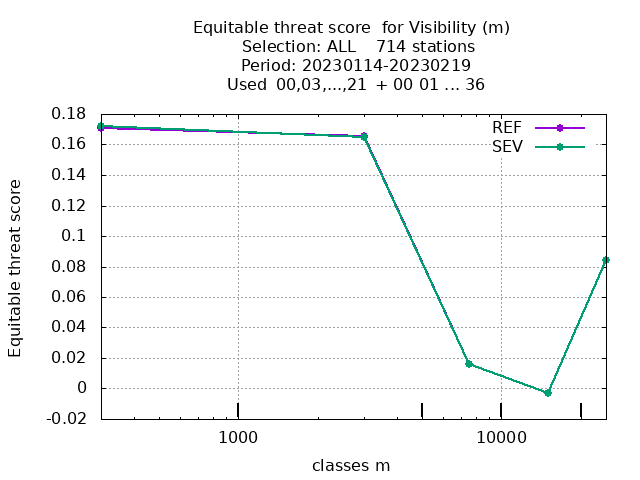 Equitable threat score  for Visibility (m)
Selection: ALL    714 stations
Period: 20230114-20230219
Used  00,03,...,21  + 00 01 ... 36
REF
SEV
0.18
0.16
0.14
0.12
0.1
0.08
0.06
0.04
0.02
0
-0.02
Equitable threat score
1000
10000
classes m